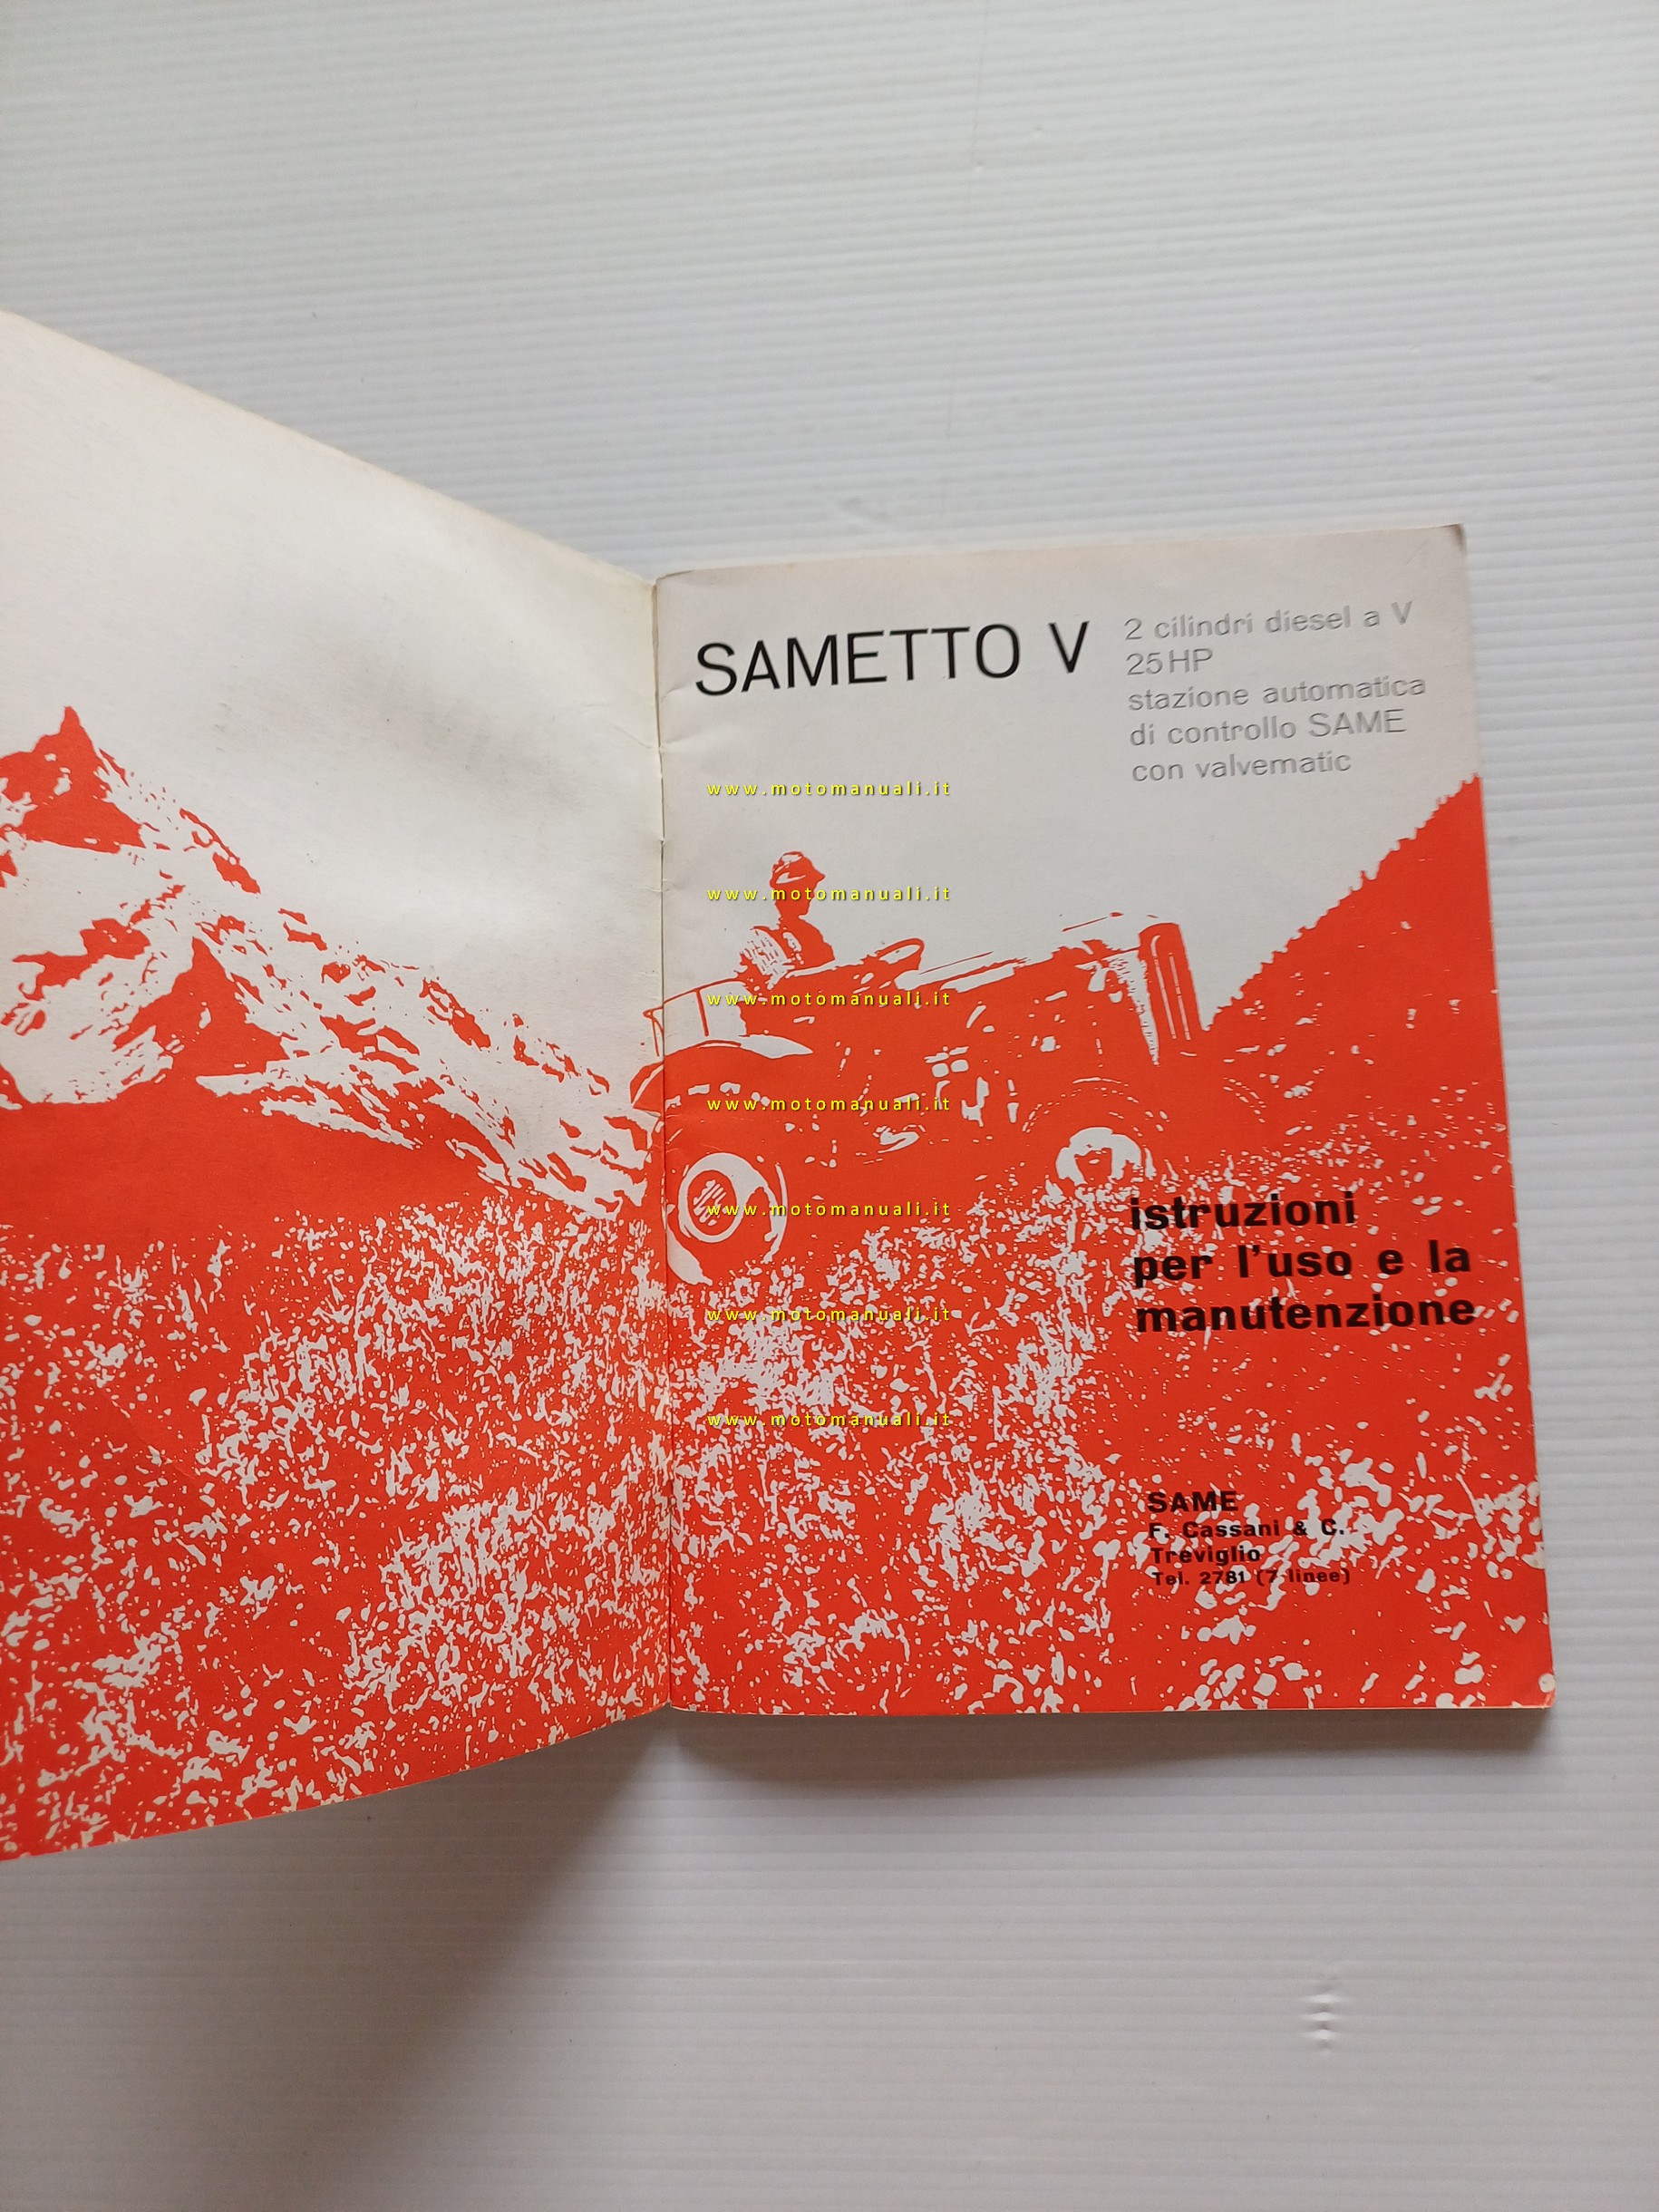 SAMETTO V
2 cilindri diesel a V
25 HP
stazione automatica
di controllo SAME
con valvematic
www.motomanuali.it
www.motomanuali.it
www.motomanuali.it
www.motomanuali.it
www.motomanuali.it
www.motomanuali.it
www.motomanuali.it
istruzioni
per l'uso e la
manutenzione
SAME
F. Cassani & C.
Treviglio
Tel. 2781 (7 linee)